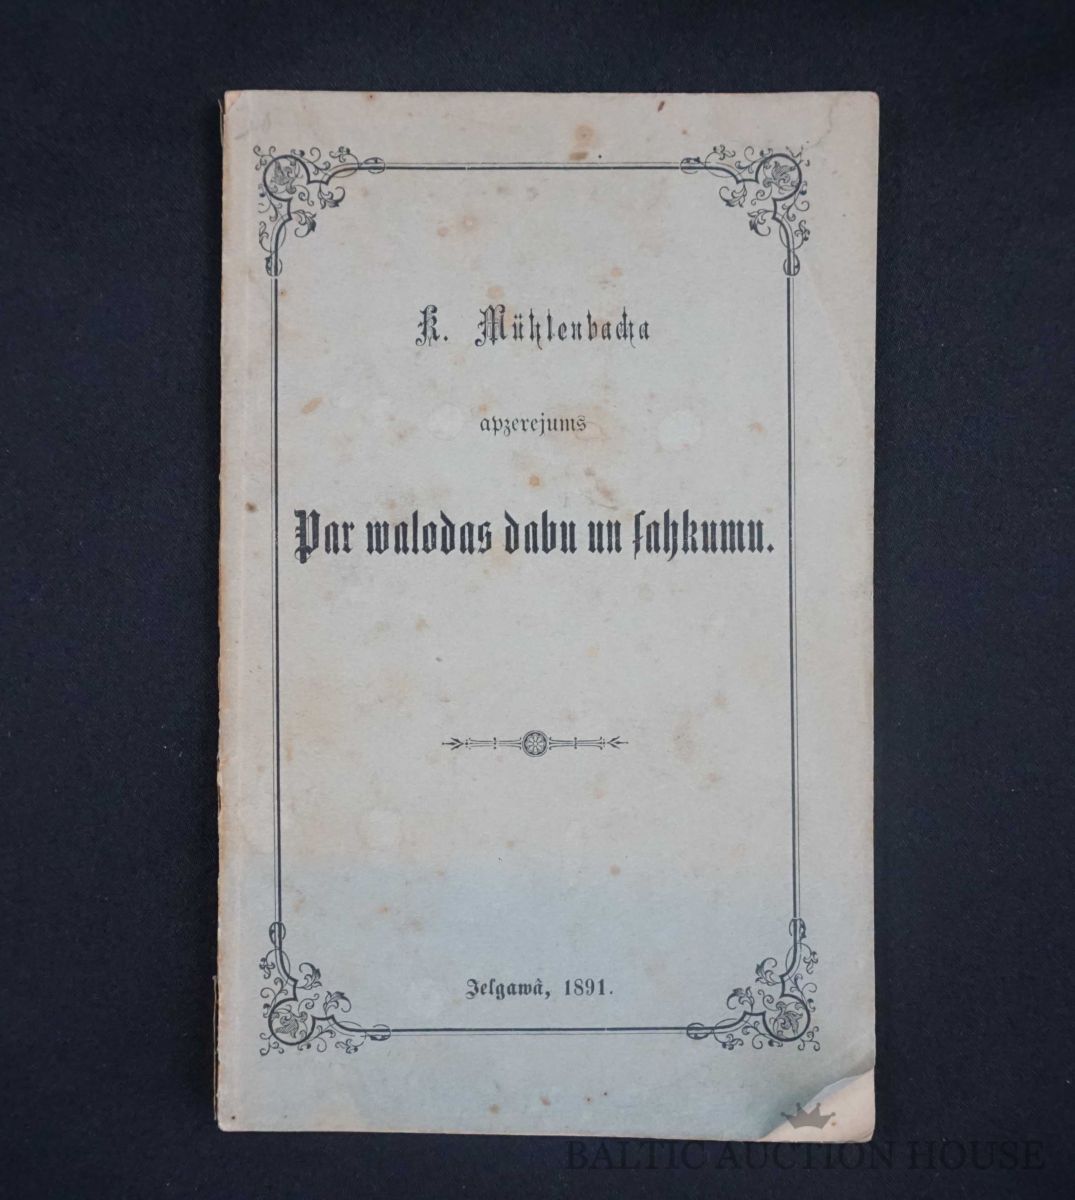 K. Mühlenbacha
apzerejums
Par walodas dabu un ſahkumu.
Jelgawâ, 1891.
BALTIC AUCTION HOUSE